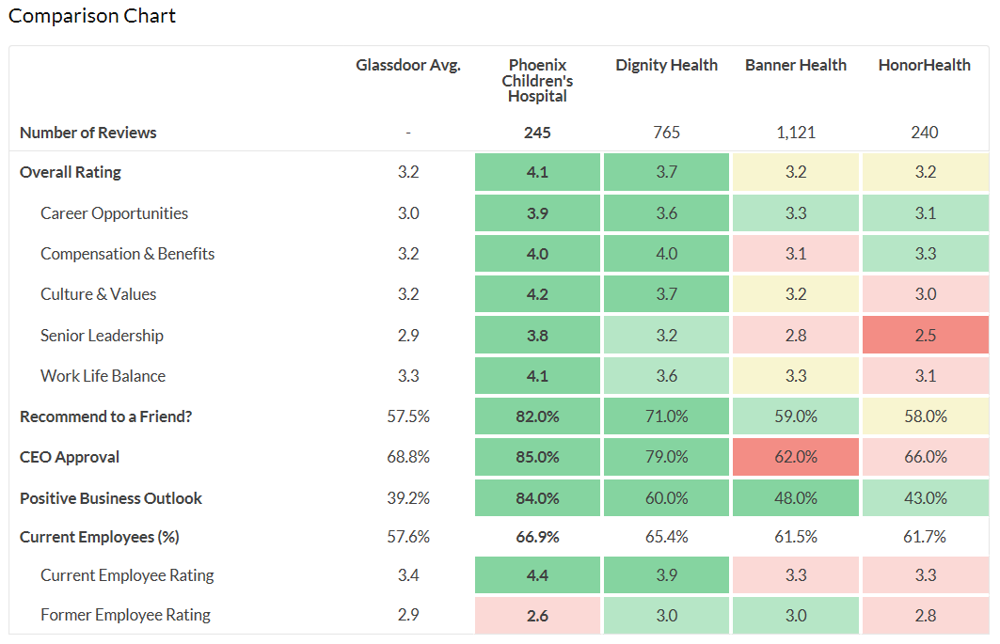 Comparison Chart
Glassdoor Avg. Phoenix Children's Hospital Dignity Health Banner Health HonorHealth
Number of Reviews - 245 765 1,121 240
Overall Rating 3.2 4.1 3.7 3.2 3.2
Career Opportunities 3.0 3.9 3.6 3.3 3.1
Compensation & Benefits 3.2 4.0 4.0 3.1 3.3
Culture & Values 3.2 4.2 3.7 3.2 3.0
Senior Leadership 2.9 3.8 3.2 2.8 2.5
Work Life Balance 3.3 4.1 3.6 3.3 3.1
Recommend to a Friend? 57.5% 82.0% 71.0% 59.0% 58.0%
CEO Approval 68.8% 85.0% 79.0% 62.0% 66.0%
Positive Business Outlook 39.2% 84.0% 60.0% 48.0% 43.0%
Current Employees (%) 57.6% 66.9% 65.4% 61.5% 61.7%
Current Employee Rating 3.4 4.4 3.9 3.3 3.3
Former Employee Rating 2.9 2.6 3.0 3.0 2.8